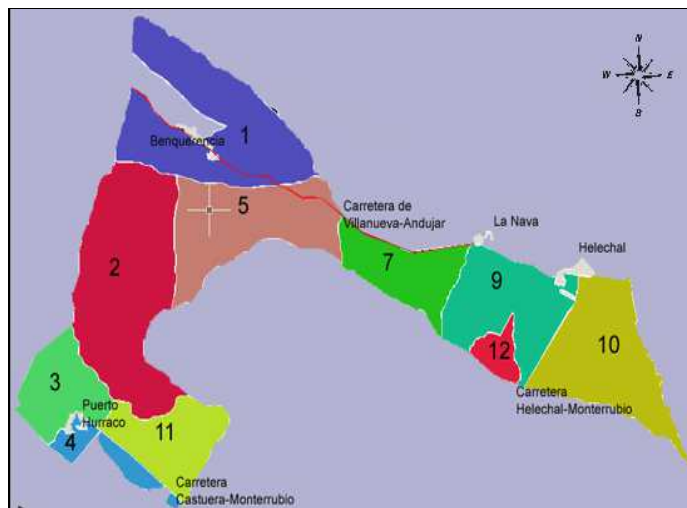 N
W E
B
1
Benquerencia
5
Carretera de
Villanueva-Andujar
La Nava
Helechal
2
7
9
12
10
3
Puerto
Hurraco
4
11
Carretera
Helechal-Monterrubio
Carretera
Castuera-Monterrubio